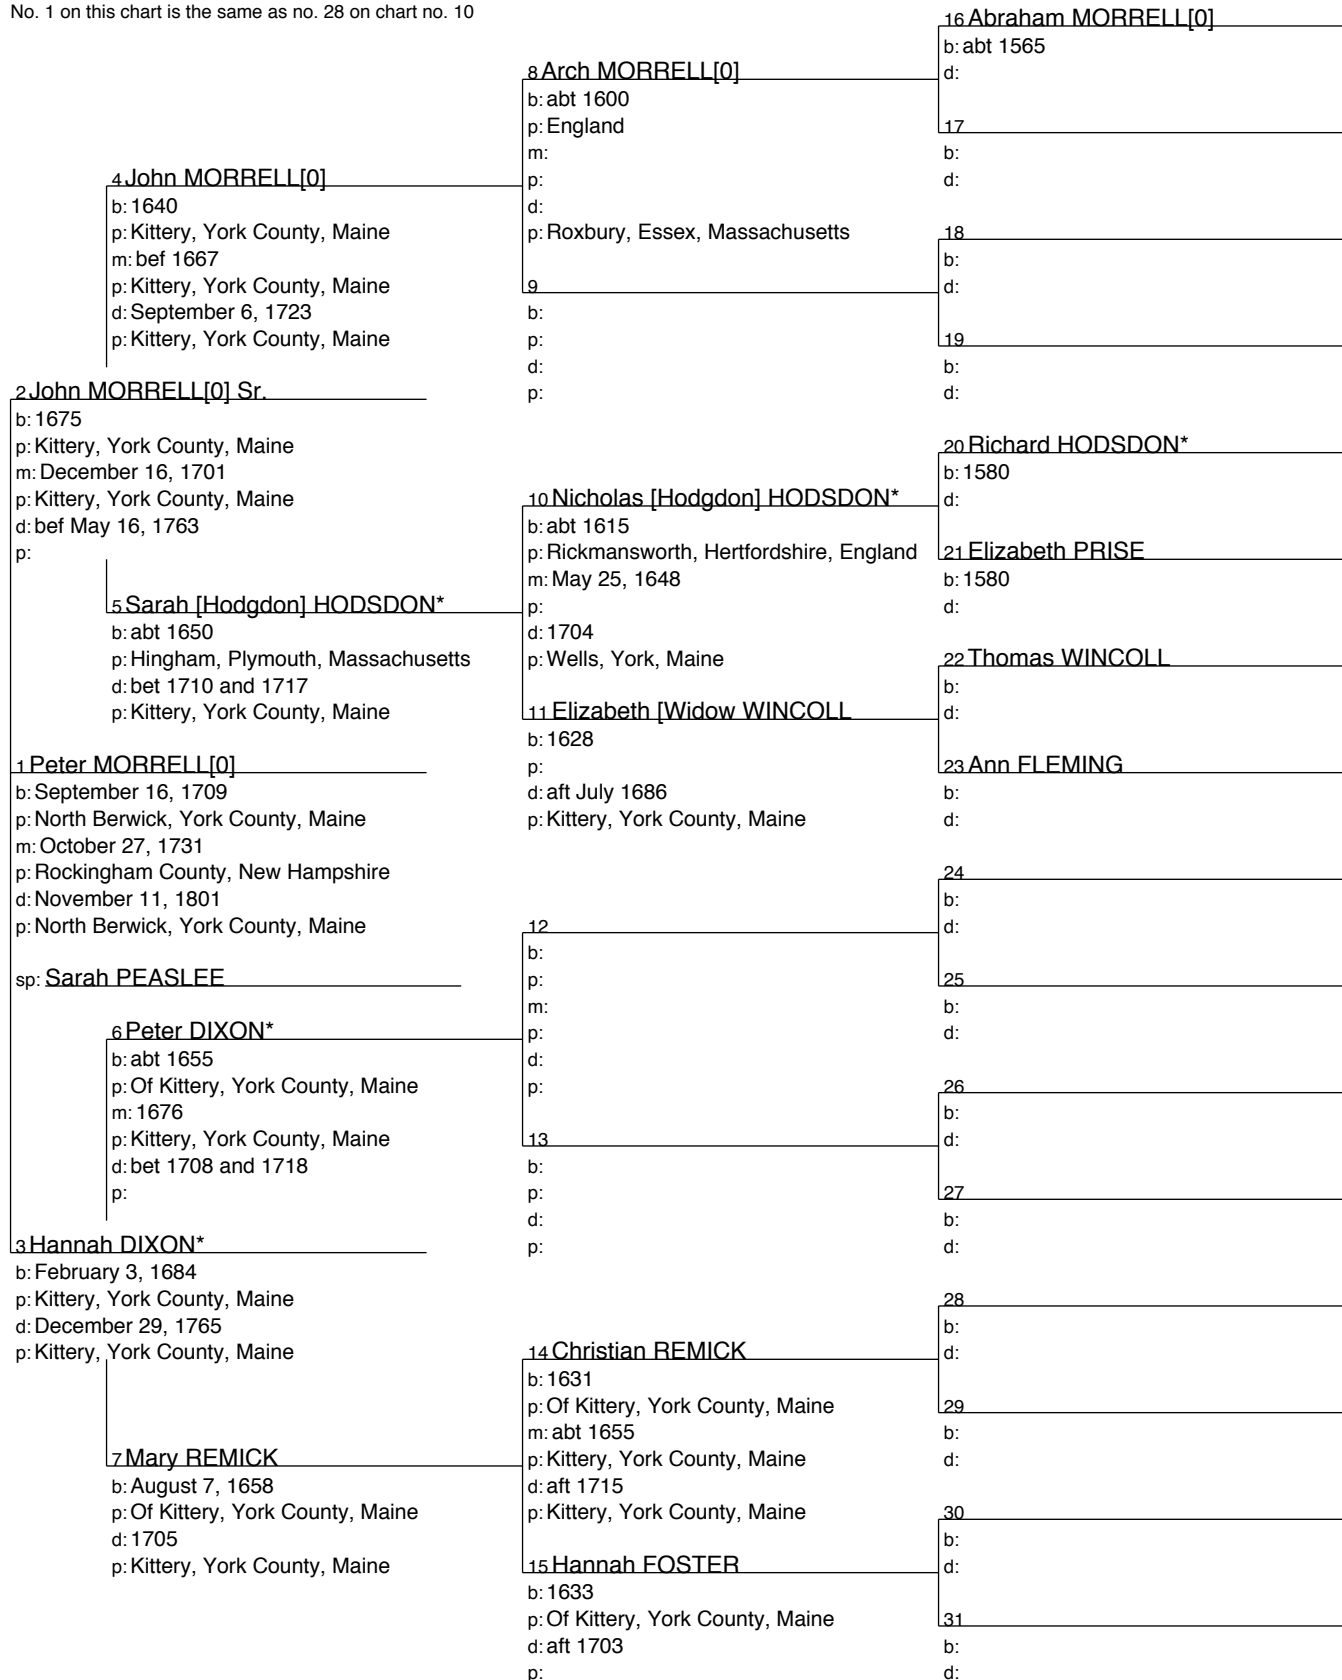 No. 1 on this chart is the same as no. 28 on chart no. 10
16 Abraham MORRELL[0]
b: abt 1565
d:
8 Arch MORRELL[0]
b: abt 1600
p: England
m:
p:
d:
p: Roxbury, Essex, Massachusetts
17
b:
d:
4 John MORRELL[0]
b: 1640
p: Kittery, York County, Maine
m: bef 1667
p: Kittery, York County, Maine
d: September 6, 1723
p: Kittery, York County, Maine
18
b:
d:
9
b:
p:
d:
p:
19
b:
d:
2 John MORRELL[0] Sr.
b: 1675
p: Kittery, York County, Maine
m: December 16, 1701
p: Kittery, York County, Maine
d: bef May 16, 1763
p:
20 Richard HODSDON*
b: 1580
d:
10 Nicholas [Hodgdon] HODSDON*
b: abt 1615
p: Rickmansworth, Hertfordshire, England
m: May 25, 1648
p:
d: 1704
p: Wells, York, Maine
21 Elizabeth PRISE
b: 1580
d:
5 Sarah [Hodgdon] HODSDON*
b: abt 1650
p: Hingham, Plymouth, Massachusetts
d: bet 1710 and 1717
p: Kittery, York County, Maine
22 Thomas WINCOLL
b:
d:
11 Elizabeth [Widow WINCOLL
b: 1628
p:
d: aft July 1686
p: Kittery, York County, Maine
23 Ann FLEMING
b:
d:
1 Peter MORRELL[0]
b: September 16, 1709
p: North Berwick, York County, Maine
m: October 27, 1731
p: Rockingham County, New Hampshire
d: November 11, 1801
p: North Berwick, York County, Maine
sp: Sarah PEASLEE
24
b:
d:
12
b:
p:
m:
p:
d:
p:
25
b:
d:
6 Peter DIXON*
b: abt 1655
p: Of Kittery, York County, Maine
m: 1676
p: Kittery, York County, Maine
d: bet 1708 and 1718
p:
26
b:
d:
13
b:
p:
d:
p:
27
b:
d:
3 Hannah DIXON*
b: February 3, 1684
p: Kittery, York County, Maine
d: December 29, 1765
p: Kittery, York County, Maine
28
b:
d:
14 Christian REMICK
b: 1631
p: Of Kittery, York County, Maine
m: abt 1655
p: Kittery, York County, Maine
d: aft 1715
p: Kittery, York County, Maine
29
b:
d:
7 Mary REMICK
b: August 7, 1658
p: Of Kittery, York County, Maine
d: 1705
p: Kittery, York County, Maine
30
b:
d:
15 Hannah FOSTER
b: 1633
p: Of Kittery, York County, Maine
d: aft 1703
p:
31
b:
d: